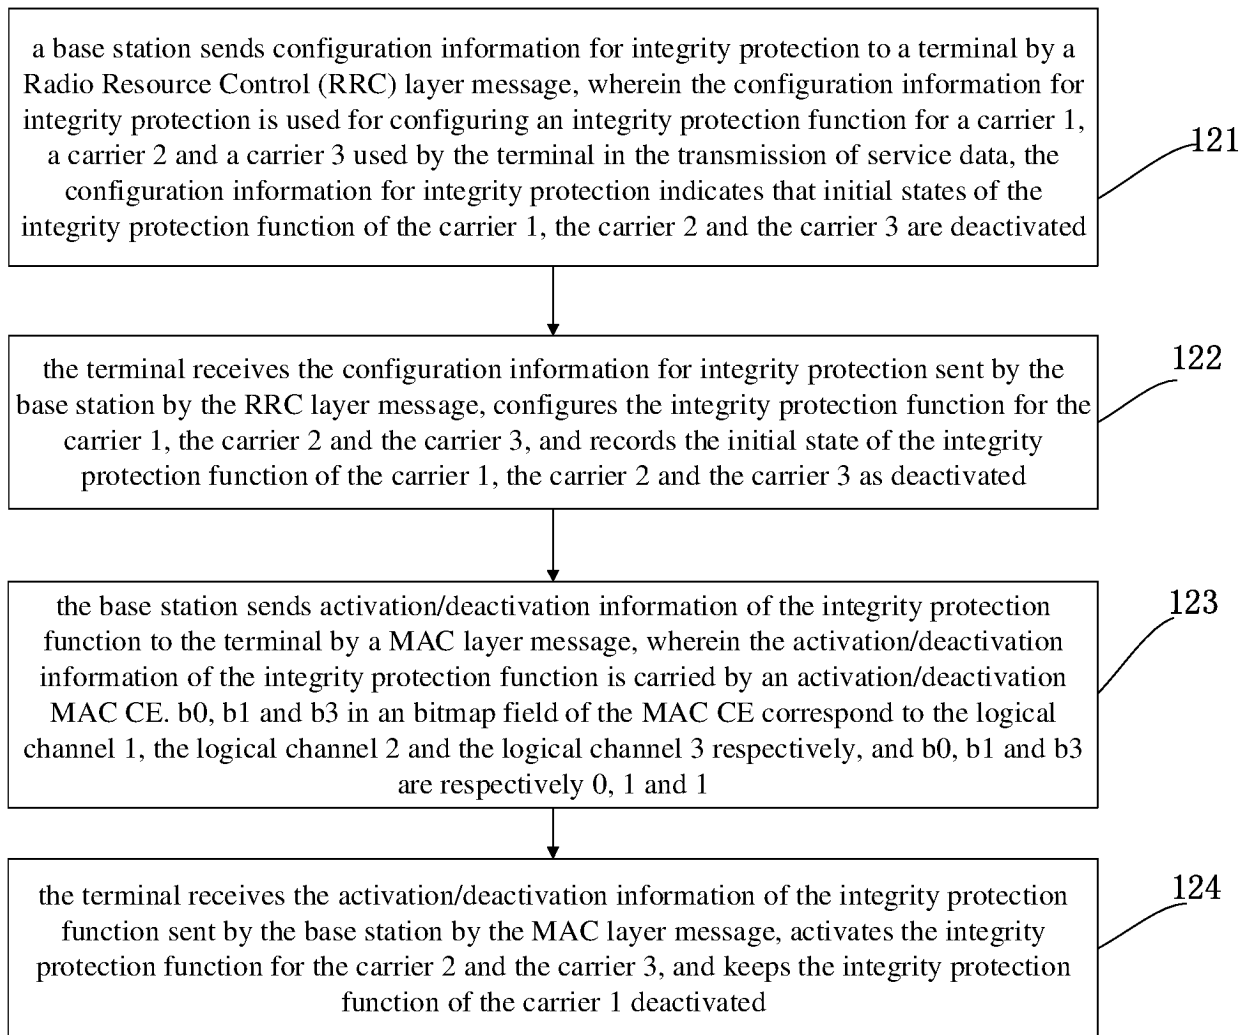 a base station sends configuration information for integrity protection to a terminal by a
Radio Resource Control (RRC) layer message, wherein the configuration information for
integrity protection is used for configuring an integrity protection function for a carrier 1,
a carrier 2 and a carrier 3 used by the terminal in the transmission of service data, the
configuration information for integrity protection indicates that initial states of the
integrity protection function of the carrier 1, the carrier 2 and the carrier 3 are deactivated
121
the terminal receives the configuration information for integrity protection sent by the
base station by the RRC layer message, configures the integrity protection function for the
carrier 1, the carrier 2 and the carrier 3, and records the initial state of the integrity
protection function of the carrier 1, the carrier 2 and the carrier 3 as deactivated
122
the base station sends activation/deactivation information of the integrity protection
function to the terminal by a MAC layer message, wherein the activation/deactivation
information of the integrity protection function is carried by an activation/deactivation
MAC CE. b0, b1 and b3 in an bitmap field of the MAC CE correspond to the logical
channel 1, the logical channel 2 and the logical channel 3 respectively, and b0, b1 and b3
are respectively 0, 1 and 1
123
the terminal receives the activation/deactivation information of the integrity protection
function sent by the base station by the MAC layer message, activates the integrity
protection function for the carrier 2 and the carrier 3, and keeps the integrity protection
function of the carrier 1 deactivated
124